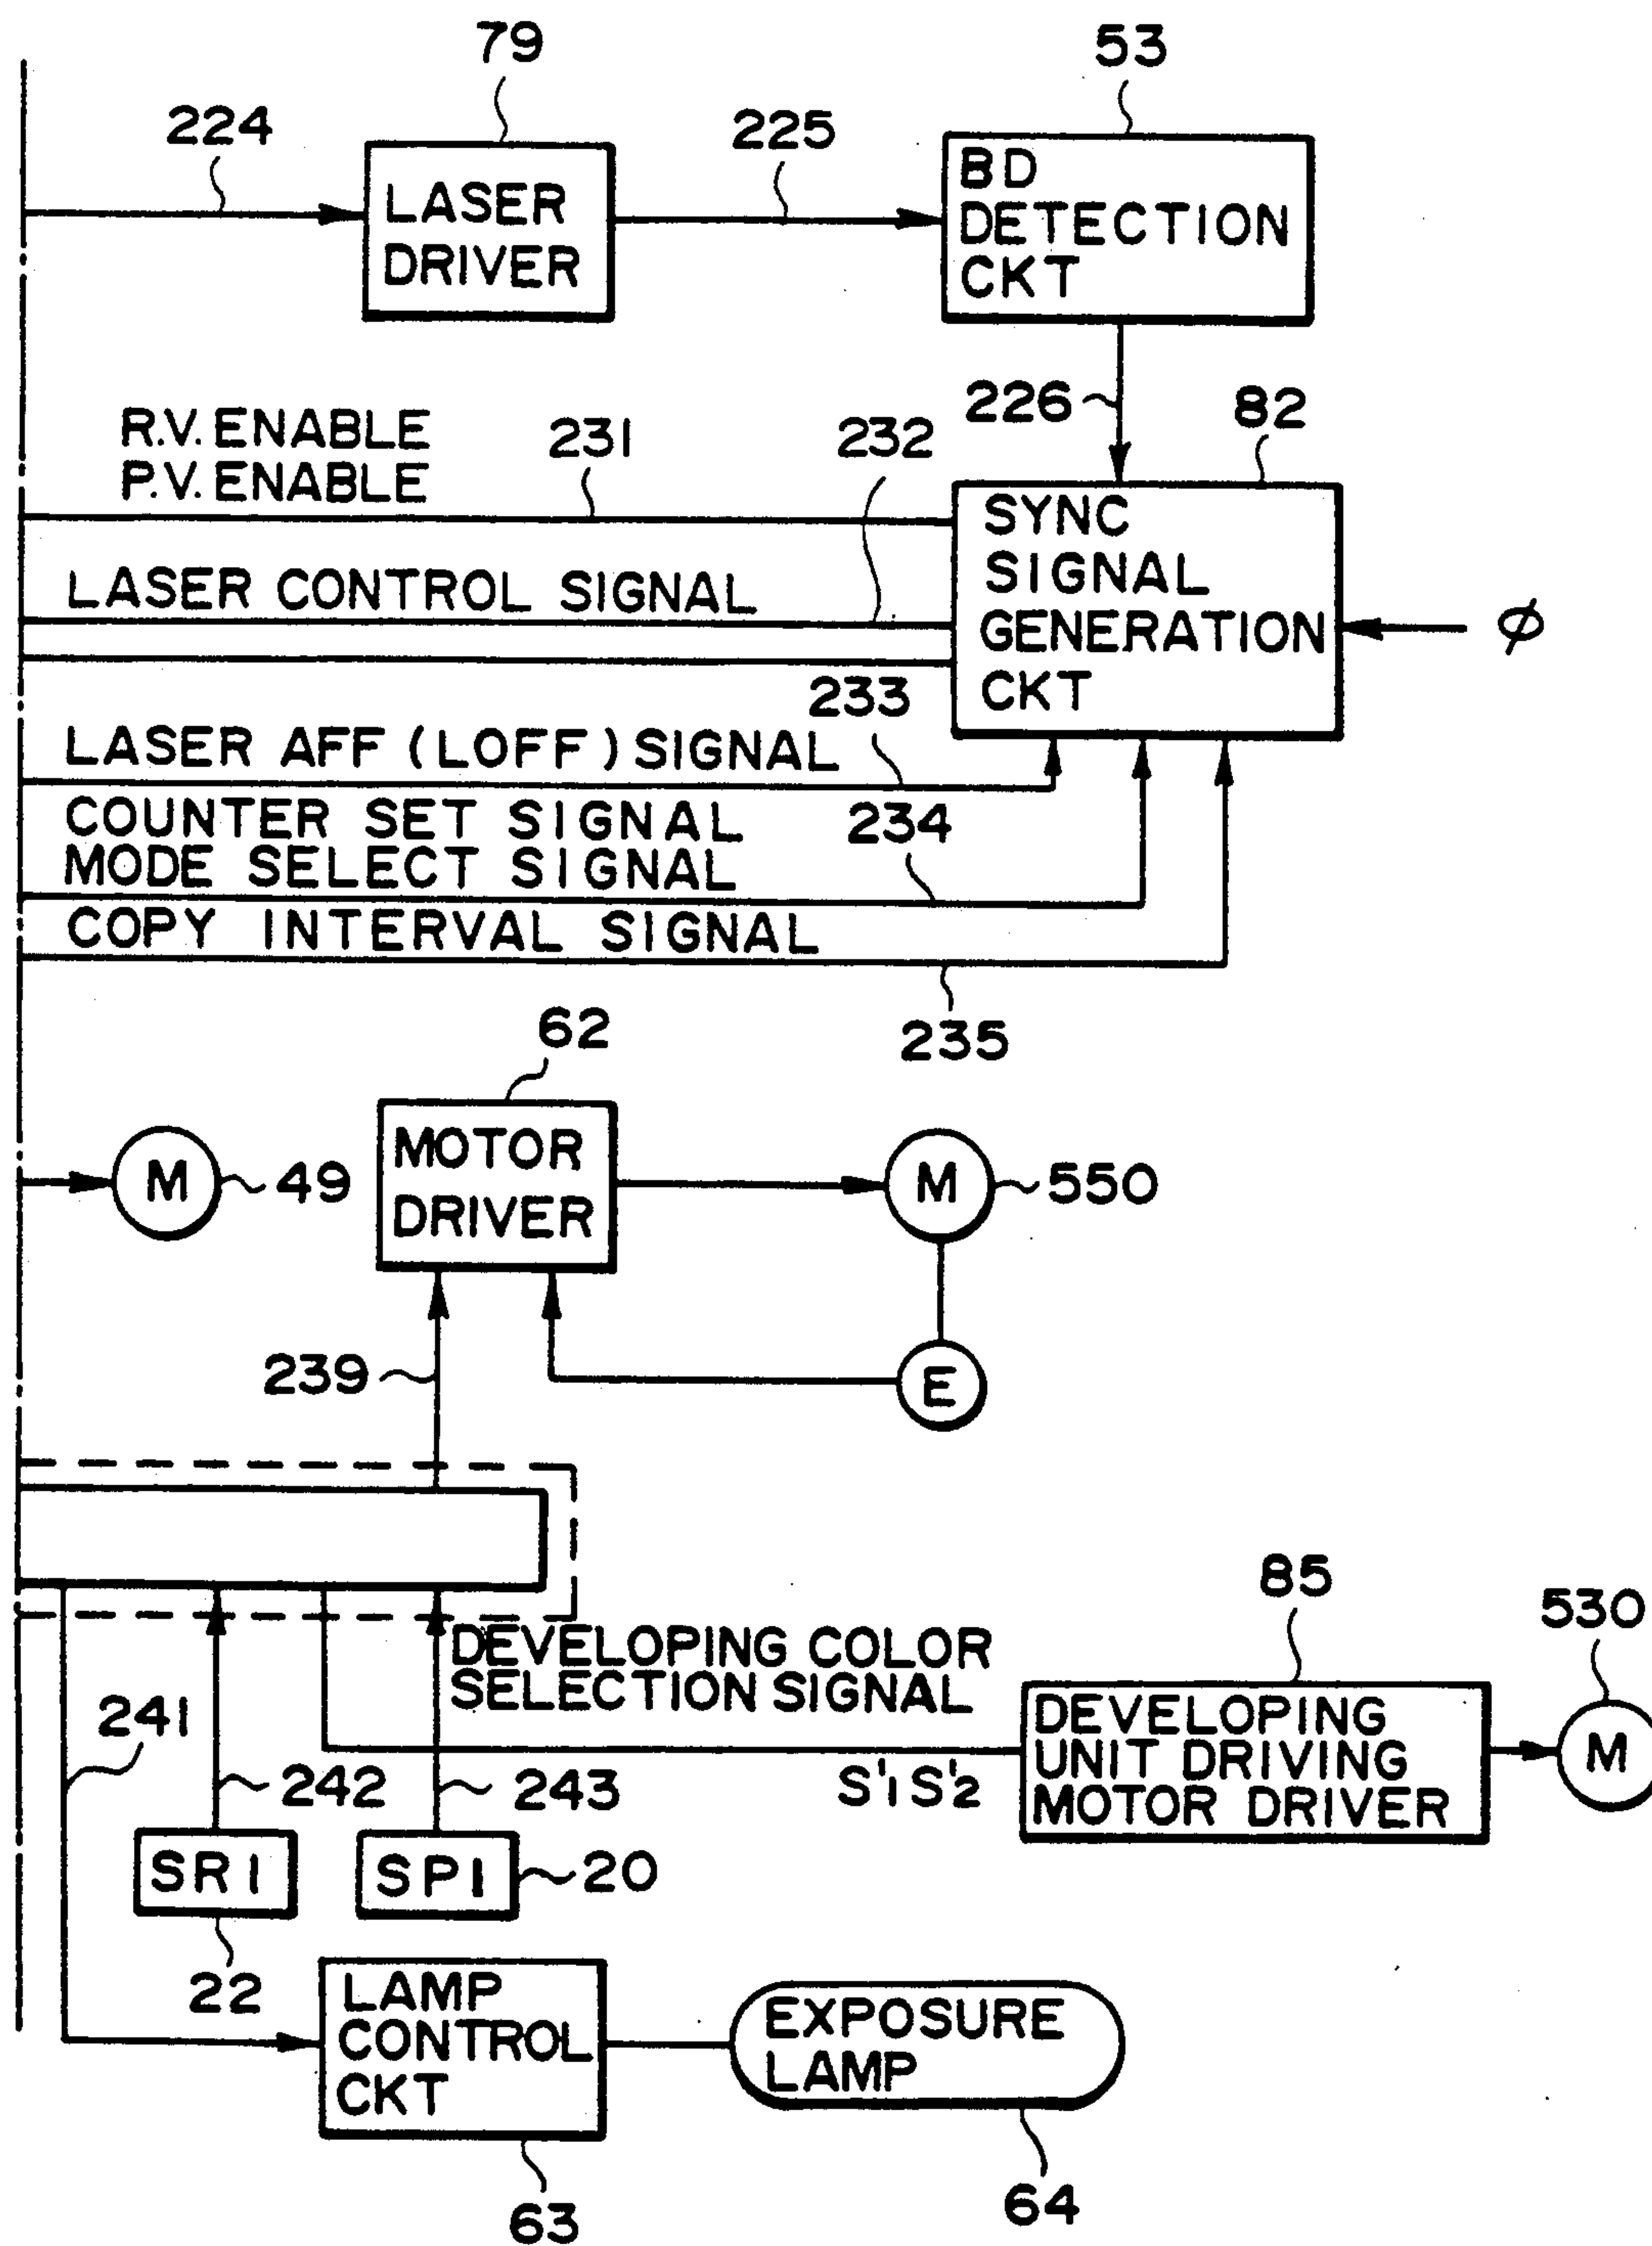 79
53
224
225
LASER
DRIVER
BD
DETECTION
CKT
226
82
R.V. ENABLE
P.V. ENABLE
231
232
SYNC
SIGNAL
GENERATION
CKT
LASER CONTROL SIGNAL
φ
233
LASER AFF (LOFF) SIGNAL
COUNTER SET SIGNAL
234
MODE SELECT SIGNAL
COPY INTERVAL SIGNAL
235
62
M
49
MOTOR
DRIVER
M
550
239
E
85
530
DEVELOPING COLOR
SELECTION SIGNAL
241
242
243
S'1 S'2
DEVELOPING
UNIT DRIVING
MOTOR DRIVER
M
SR1
SP1
20
22
LAMP
CONTROL
CKT
EXPOSURE
LAMP
63
64